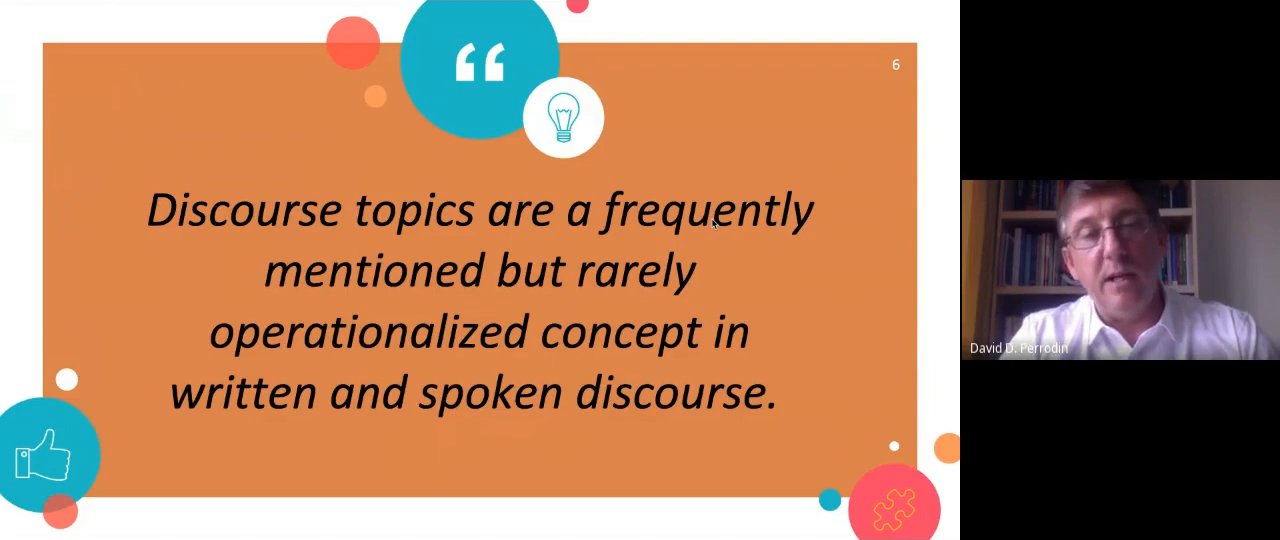 “
6
Discourse topics are a frequently
mentioned but rarely
operationalized concept in
written and spoken discourse.
David D. Perrodin